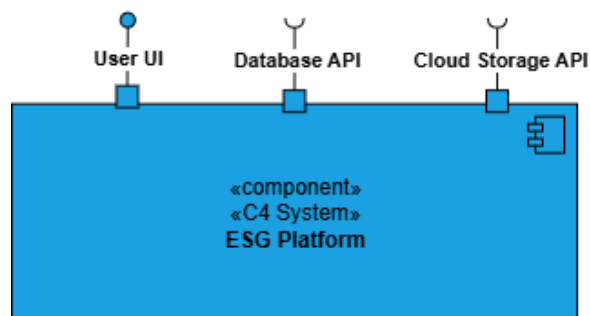 User UI
Database API
Cloud Storage API
«component»
«C4 System»
ESG Platform